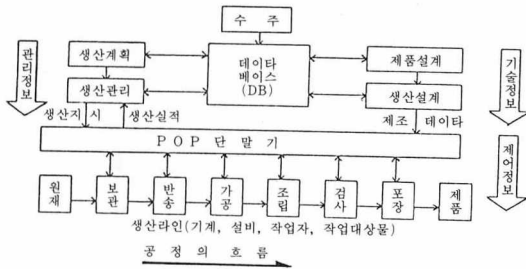 수 주
관리정보
생산계획
생산관리
데이타
베이스
(DB)
제품설계
생산설계
기술정보
생산지 시
생산실적
제조 데이타
POP단말기
제어정보
원재
보관
반송
가공
조립
검사
포장
제품
생산라인(기계, 설비, 작업자, 작업대상물)
공정의흐름